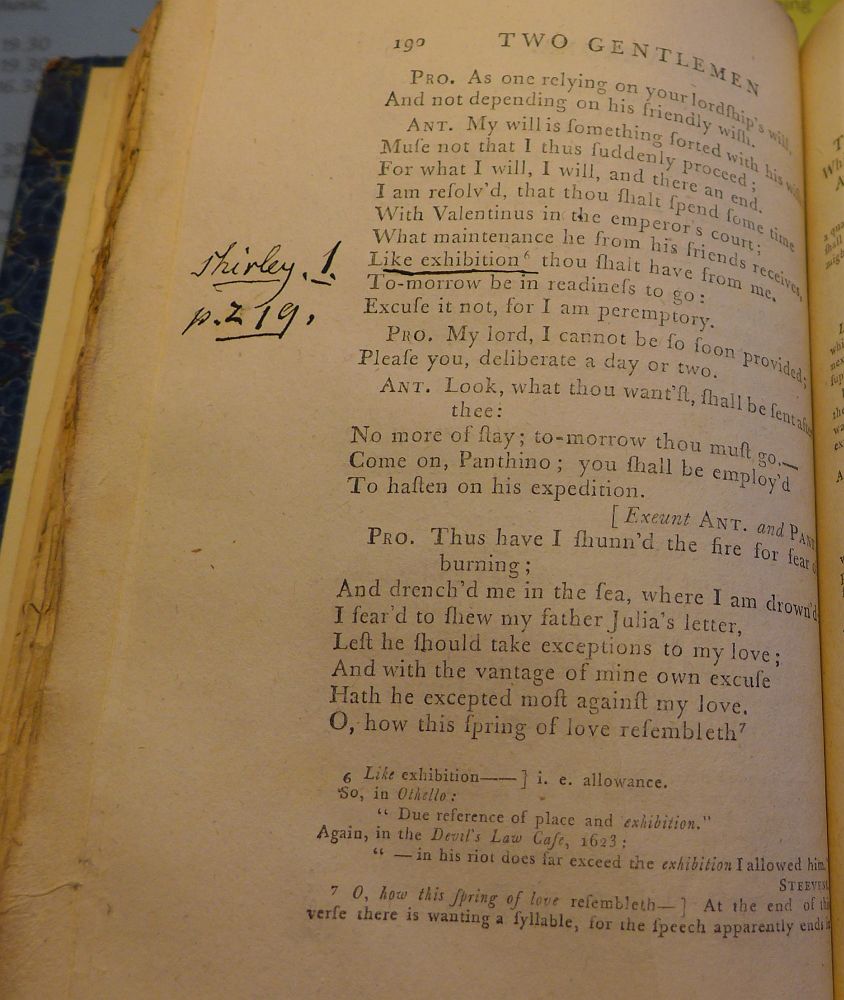 190 TWO GENTLEMEN
PRO. As one relying on your lordſhip's will,
And not depending on his friendly wiſh.
ANT. My will is ſomething ſorted with his
Muſe not that I thus ſuddenly proceed;
For what I will, I will, and there an end.
I am reſolv'd, that thou ſhalt ſpend ſome time
With Valentinus in the emperor's court;
What maintenance he from his friends receives,
Like exhibition⁶ thou ſhalt have from me.
To-morrow be in readineſs to go:
Excuſe it not, for I am peremptory.
PRO. My lord, I cannot be ſo ſoon provided;
Pleaſe you, deliberate a day or two.
ANT. Look, what thou want'ſt, ſhall be ſent after
thee:
No more of ſtay; to-morrow thou muſt go.—
Come on, Panthino; you ſhall be employ'd
To haſten on his expedition.
[Exeunt ANT. and PANT
PRO. Thus have I ſhunn'd the fire for fear
burning;
And drench'd me in the ſea, where I am drown'd:
I fear'd to ſhew my father Julia's letter,
Leſt he ſhould take exceptions to my love;
And with the vantage of mine own excuſe
Hath he excepted moſt againſt my love.
O, how this ſpring of love reſembleth⁷
6 Like exhibition——] i. e. allowance.
So, in Othello:
" Due reference of place and exhibition."
Again, in the Devil's Law Caſe, 1623:
" —in his riot does far exceed the exhibition I allowed him."
STEEVENS
7 O, how this ſpring of love reſembleth—] At the end of this
verſe there is wanting a ſyllable, for the ſpeech apparently ends in
Shirley. 1.
p. 219.